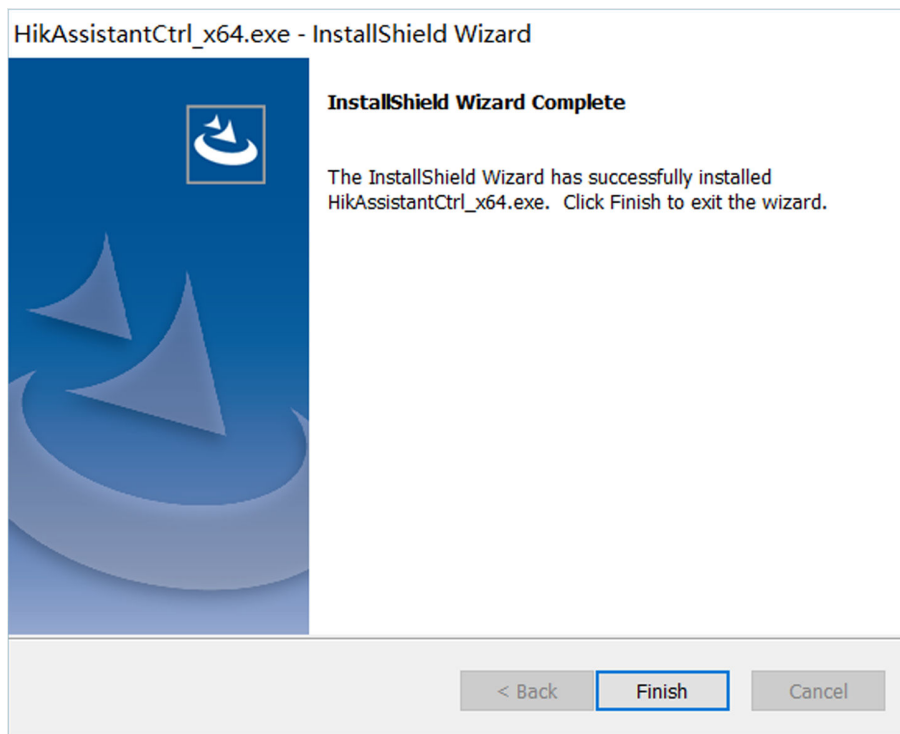 HikAssistantCtrl_x64.exe - InstallShield Wizard
InstallShield Wizard Complete
The InstallShield Wizard has successfully installed
HikAssistantCtrl_x64.exe.  Click Finish to exit the wizard.
< Back
Finish
Cancel